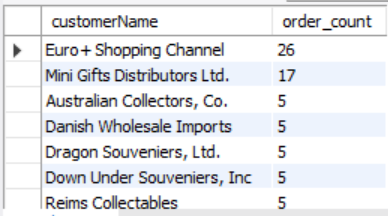 customerName order_count
Euro+ Shopping Channel 26
Mini Gifts Distributors Ltd. 17
Australian Collectors, Co. 5
Danish Wholesale Imports 5
Dragon Souveniers, Ltd. 5
Down Under Souveniers, Inc 5
Reims Collectables 5